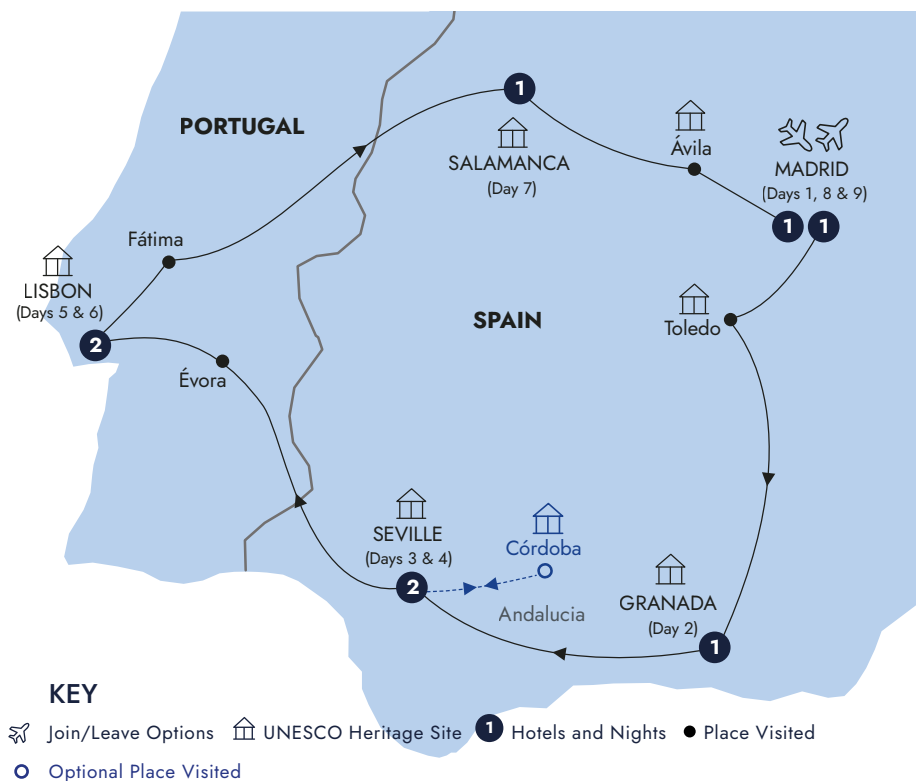 PORTUGAL
1
SALAMANCA
(Day 7)
Ávila
MADRID
(Days 1, 8 & 9)
1
1
Fátima
LISBON
(Days 5 & 6)
2
Évora
SPAIN
Toledo
SEVILLE
(Days 3 & 4)
2
Córdoba
Andalucia
GRANADA
(Day 2)
1
KEY
Join/Leave Options
UNESCO Heritage Site
1 Hotels and Nights
Place Visited
Optional Place Visited